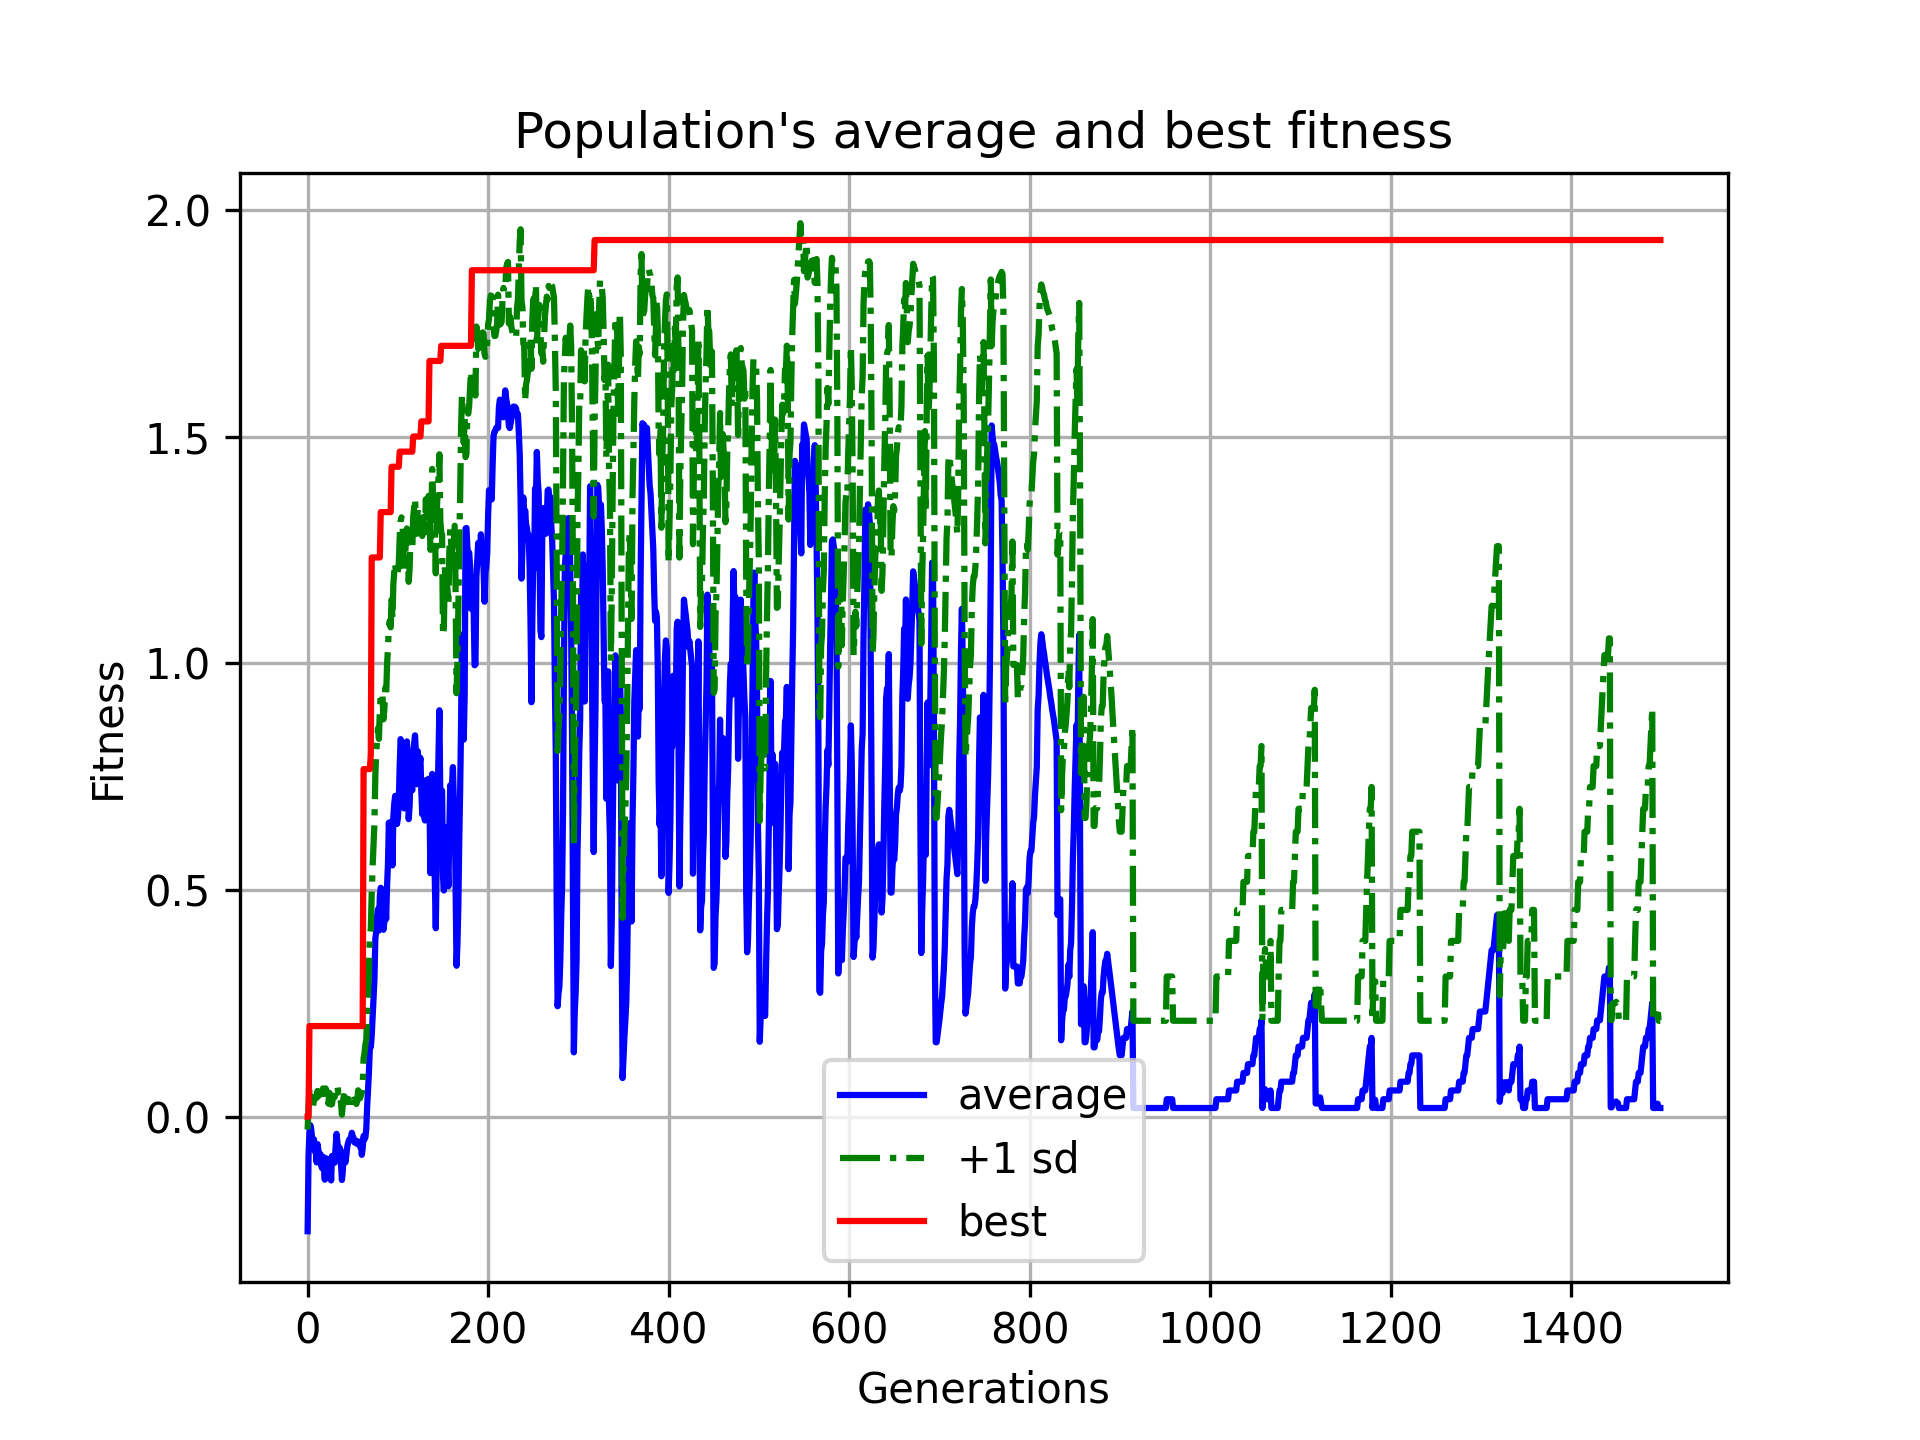 Population's average and best fitness
2.0
1.5
1.0
0.5
0.0
Fitness
average
+1 sd
best
0 200 400 600 800 1000 1200 1400
Generations